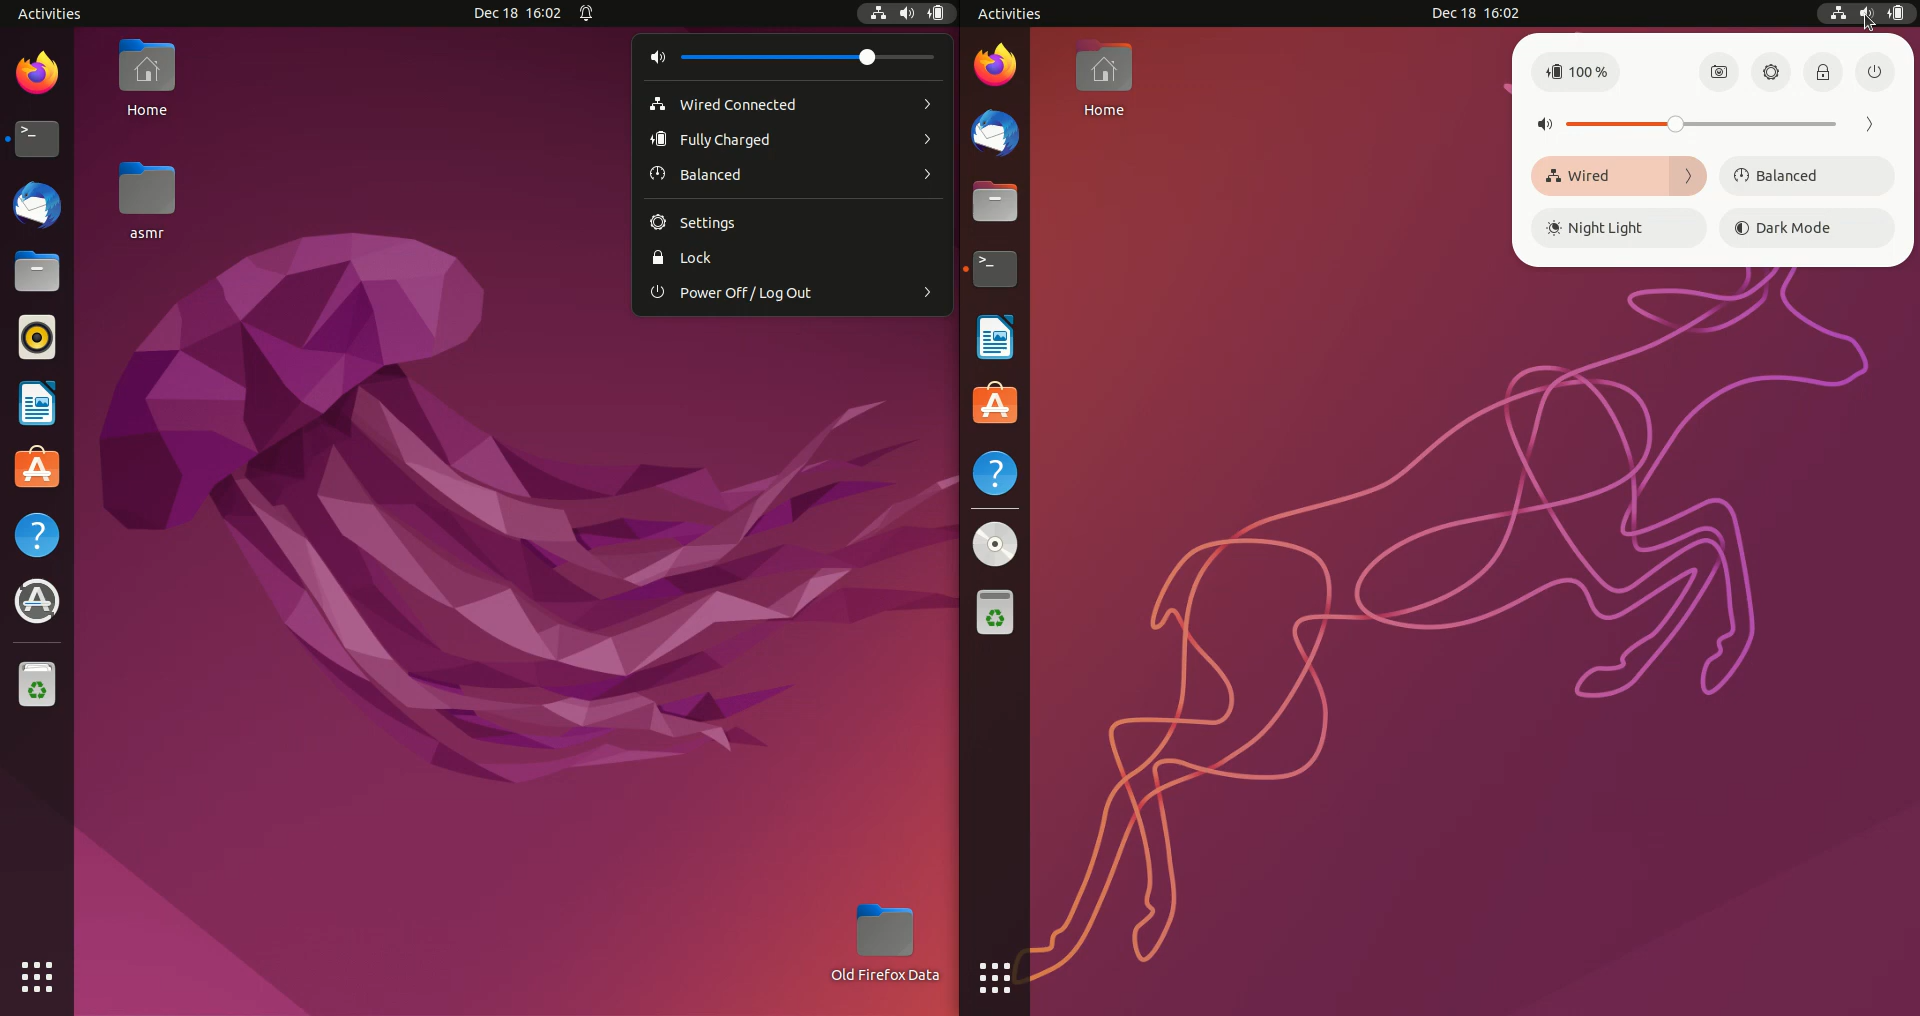 Activities
Dec 18 16:02
Home
asmr
Wired Connected
Fully Charged
Balanced
Settings
Lock
Power Off / Log Out
Old Firefox Data
Activities
Dec 18 16:02
Home
100 %
Wired
Balanced
Night Light
Dark Mode